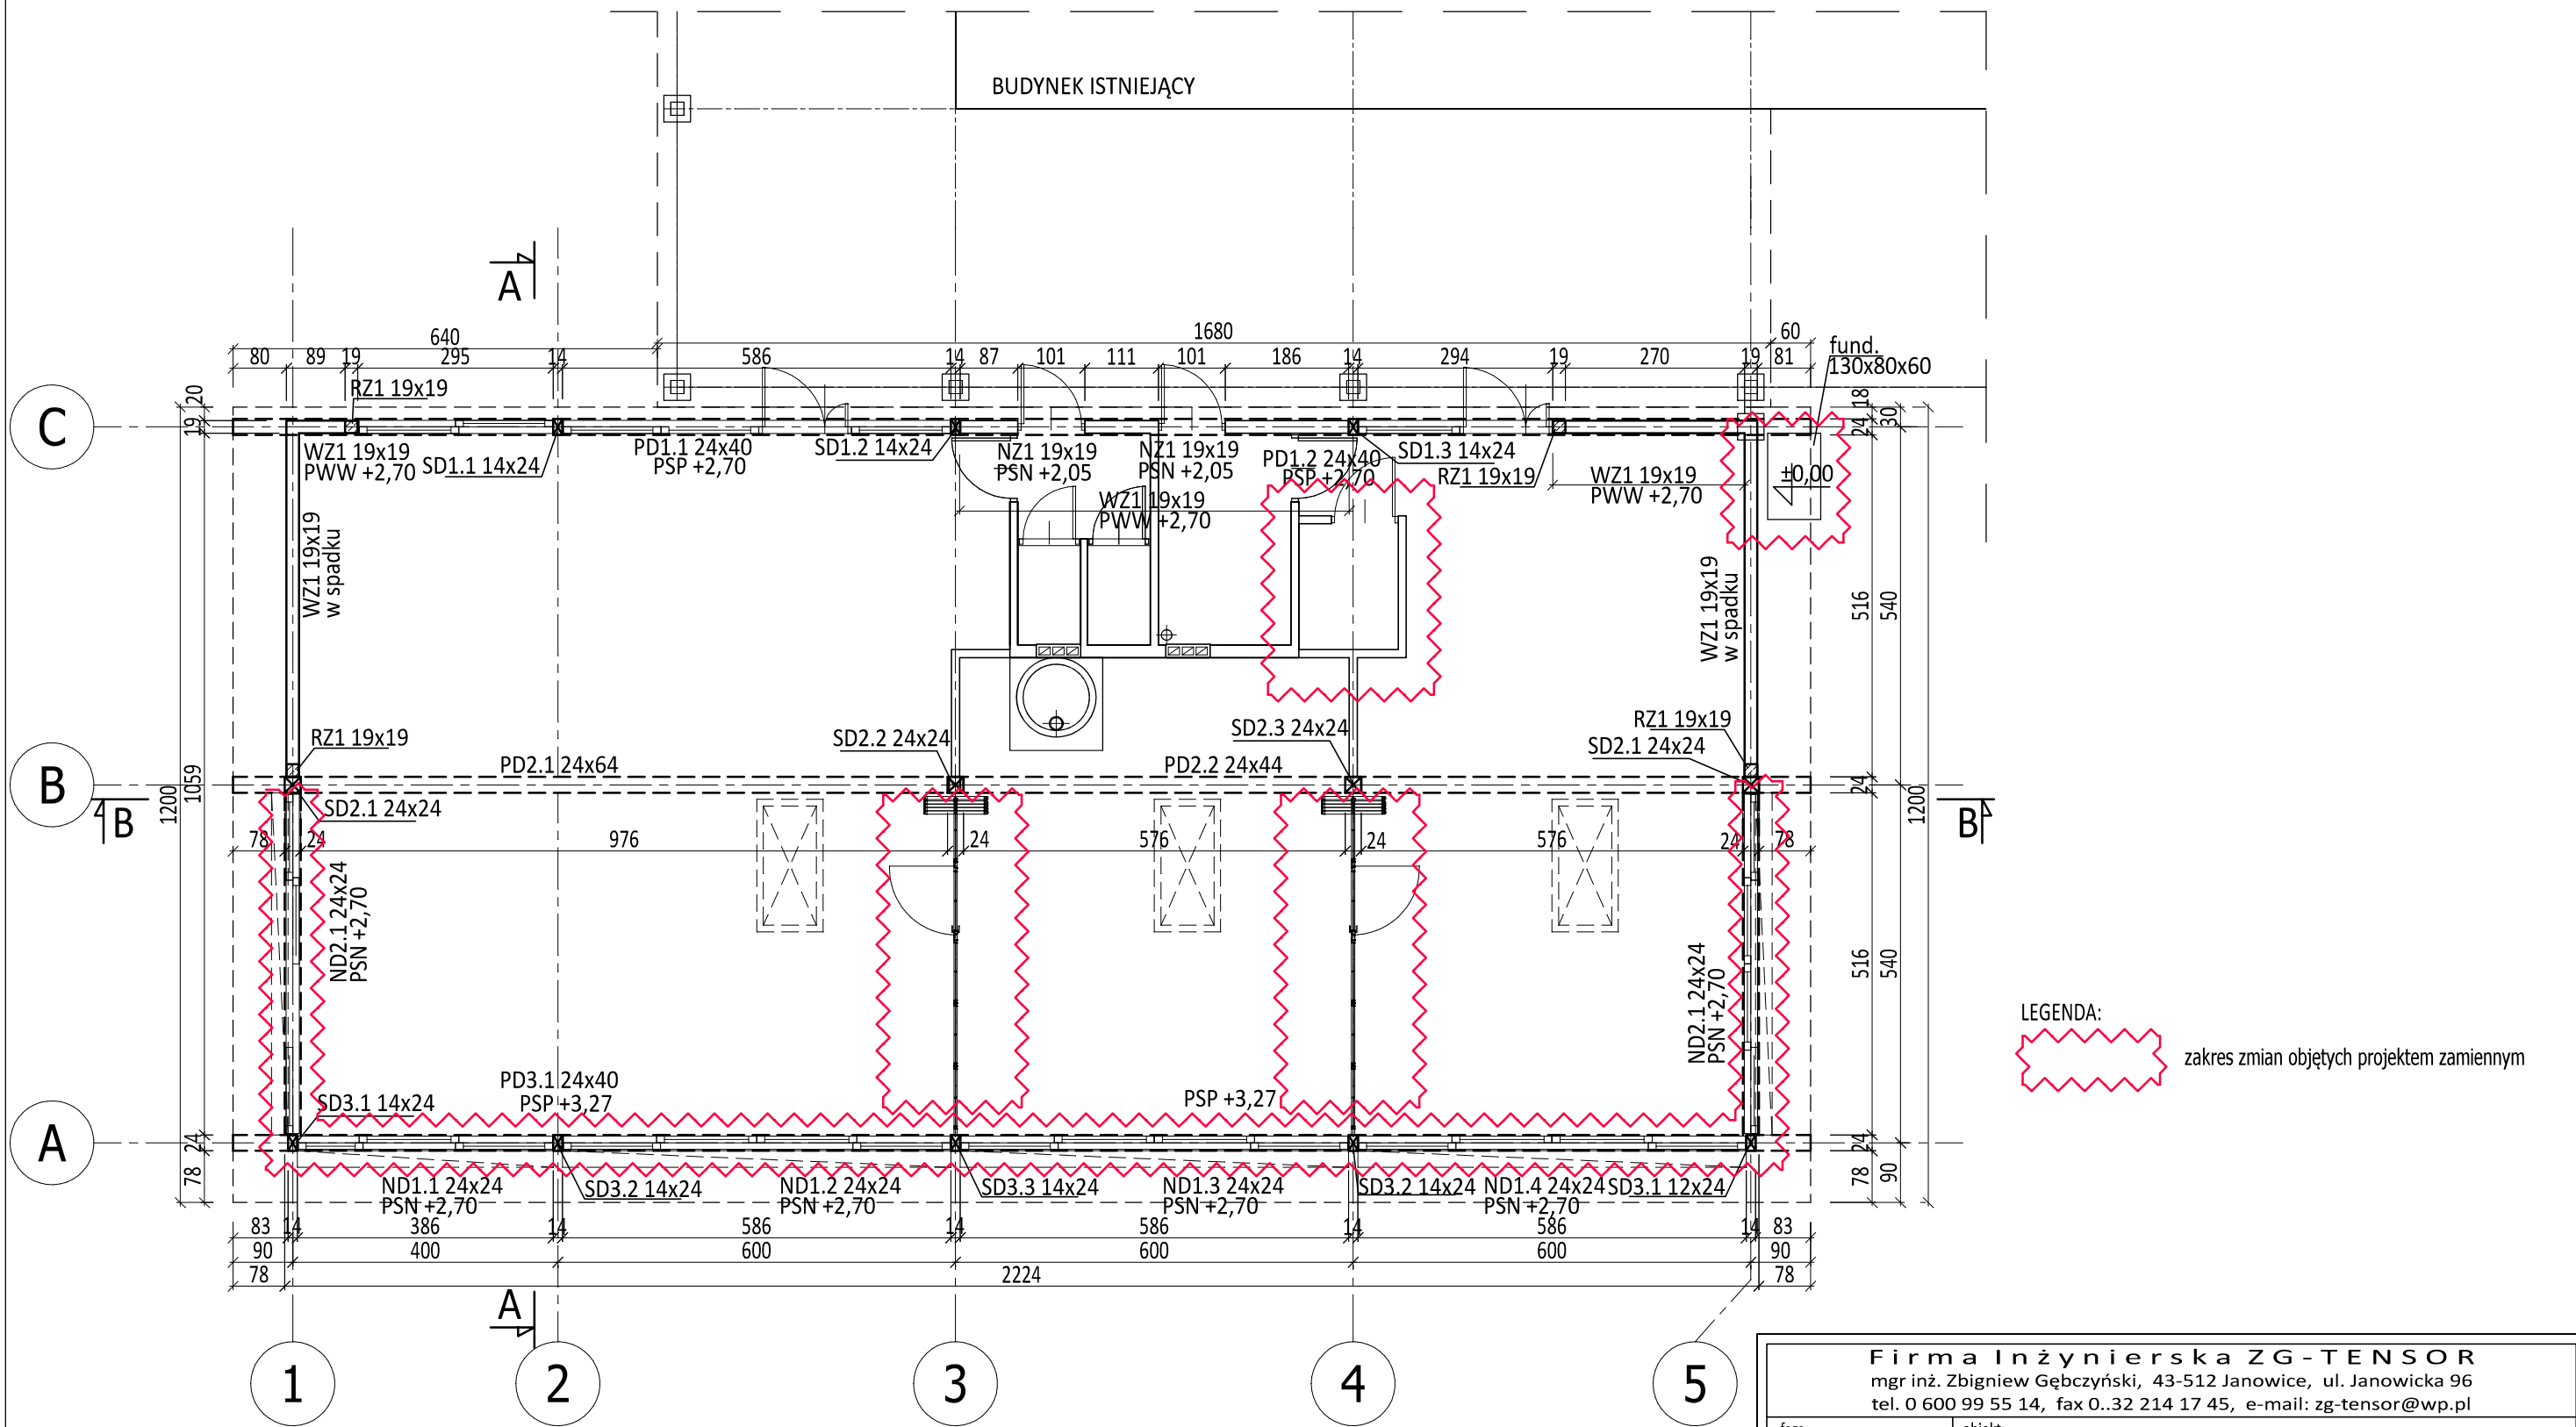 BUDYNEK ISTNIEJĄCY
A
640
1680
60
80
89
19
295
14
586
14
87
101
111
101
186
14
294
19
270
19
81
fund.
130x80x60
20
19
18
30
24
C
RZ1 19x19
WZ1 19x19
PWW +2,70
SD1.1 14x24
PD1.1 24x40
PSP +2,70
SD1.2 14x24
NZ1 19x19
PSN +2,05
NZ1 19x19
PSN +2,05
PD1.2 24x40
PSP +2,70
SD1.3 14x24
RZ1 19x19
WZ1 19x19
PWW +2,70
±0,00
WZ1 19x19
PWW +2,70
WZ1 19x19
w spadku
WZ1 19x19
w spadku
516
540
RZ1 19x19
SD2.2 24x24
SD2.3 24x24
RZ1 19x19
SD2.1 24x24
B
PD2.1 24x64
PD2.2 24x44
24
1200
1059
1200
B
B
SD2.1 24x24
78
24
976
24
576
24
576
24
78
ND2.1 24x24
PSN +2,70
ND2.1 24x24
PSN +2,70
516
540
LEGENDA:
zakres zmian objętych projektem zamiennym
PD3.1 24x40
PSP +3,27
PSP +3,27
SD3.1 14x24
A
24
78
24
78
90
ND1.1 24x24
PSN +2,70
SD3.2 14x24
ND1.2 24x24
PSN +2,70
SD3.3 14x24
ND1.3 24x24
PSN +2,70
SD3.2 14x24
ND1.4 24x24
PSN +2,70
SD3.1 12x24
83
14
386
14
586
14
586
14
586
14
83
90
400
600
600
600
90
78
2224
78
A
1
2
3
4
5
Firma Inżynierska ZG-TENSOR
mgr inż. Zbigniew Gębczyński, 43-512 Janowice, ul. Janowicka 96
tel. 0 600 99 55 14, fax 0..32 214 17 45, e-mail: zg-tensor@wp.pl